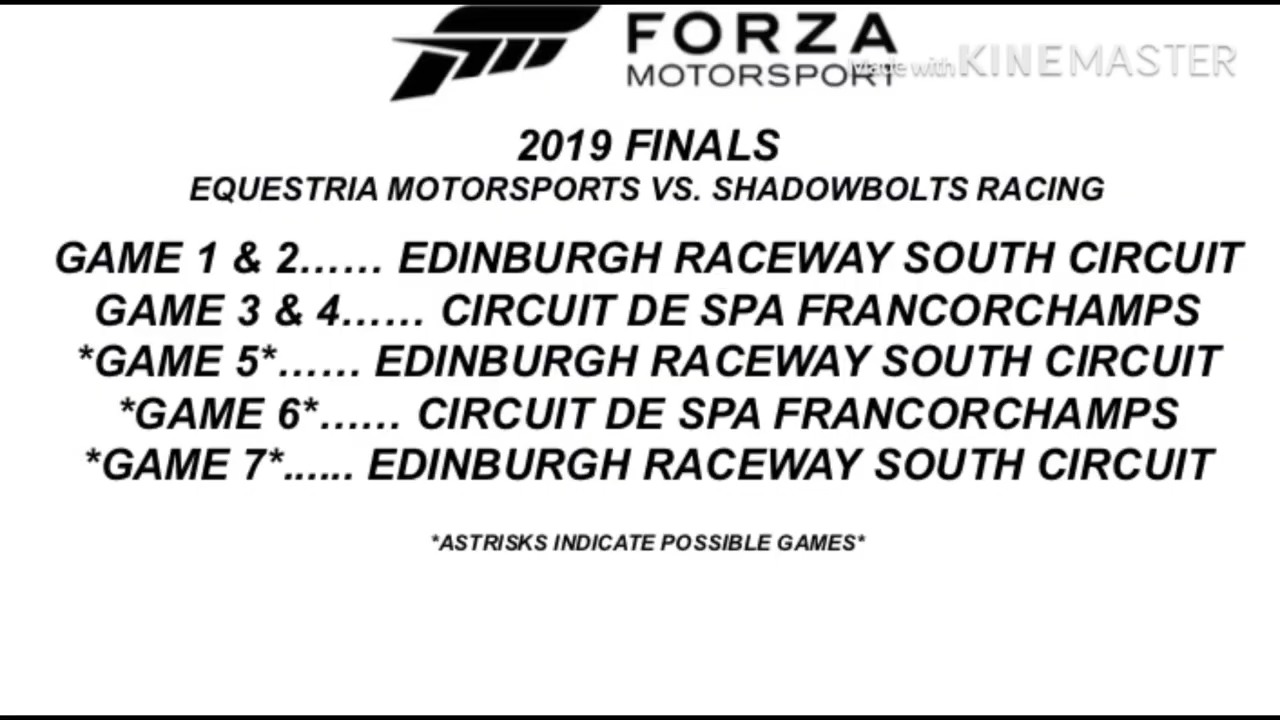 FORZA
MOTORSPORT
Made with KINEMASTER
2019 FINALS
EQUESTRIA MOTORSPORTS VS. SHADOWBOLTS RACING
GAME 1 & 2...... EDINBURGH RACEWAY SOUTH CIRCUIT
GAME 3 & 4...... CIRCUIT DE SPA FRANCORCHAMPS
*GAME 5*...... EDINBURGH RACEWAY SOUTH CIRCUIT
*GAME 6*...... CIRCUIT DE SPA FRANCORCHAMPS
*GAME 7*...... EDINBURGH RACEWAY SOUTH CIRCUIT
*ASTRISKS INDICATE POSSIBLE GAMES*